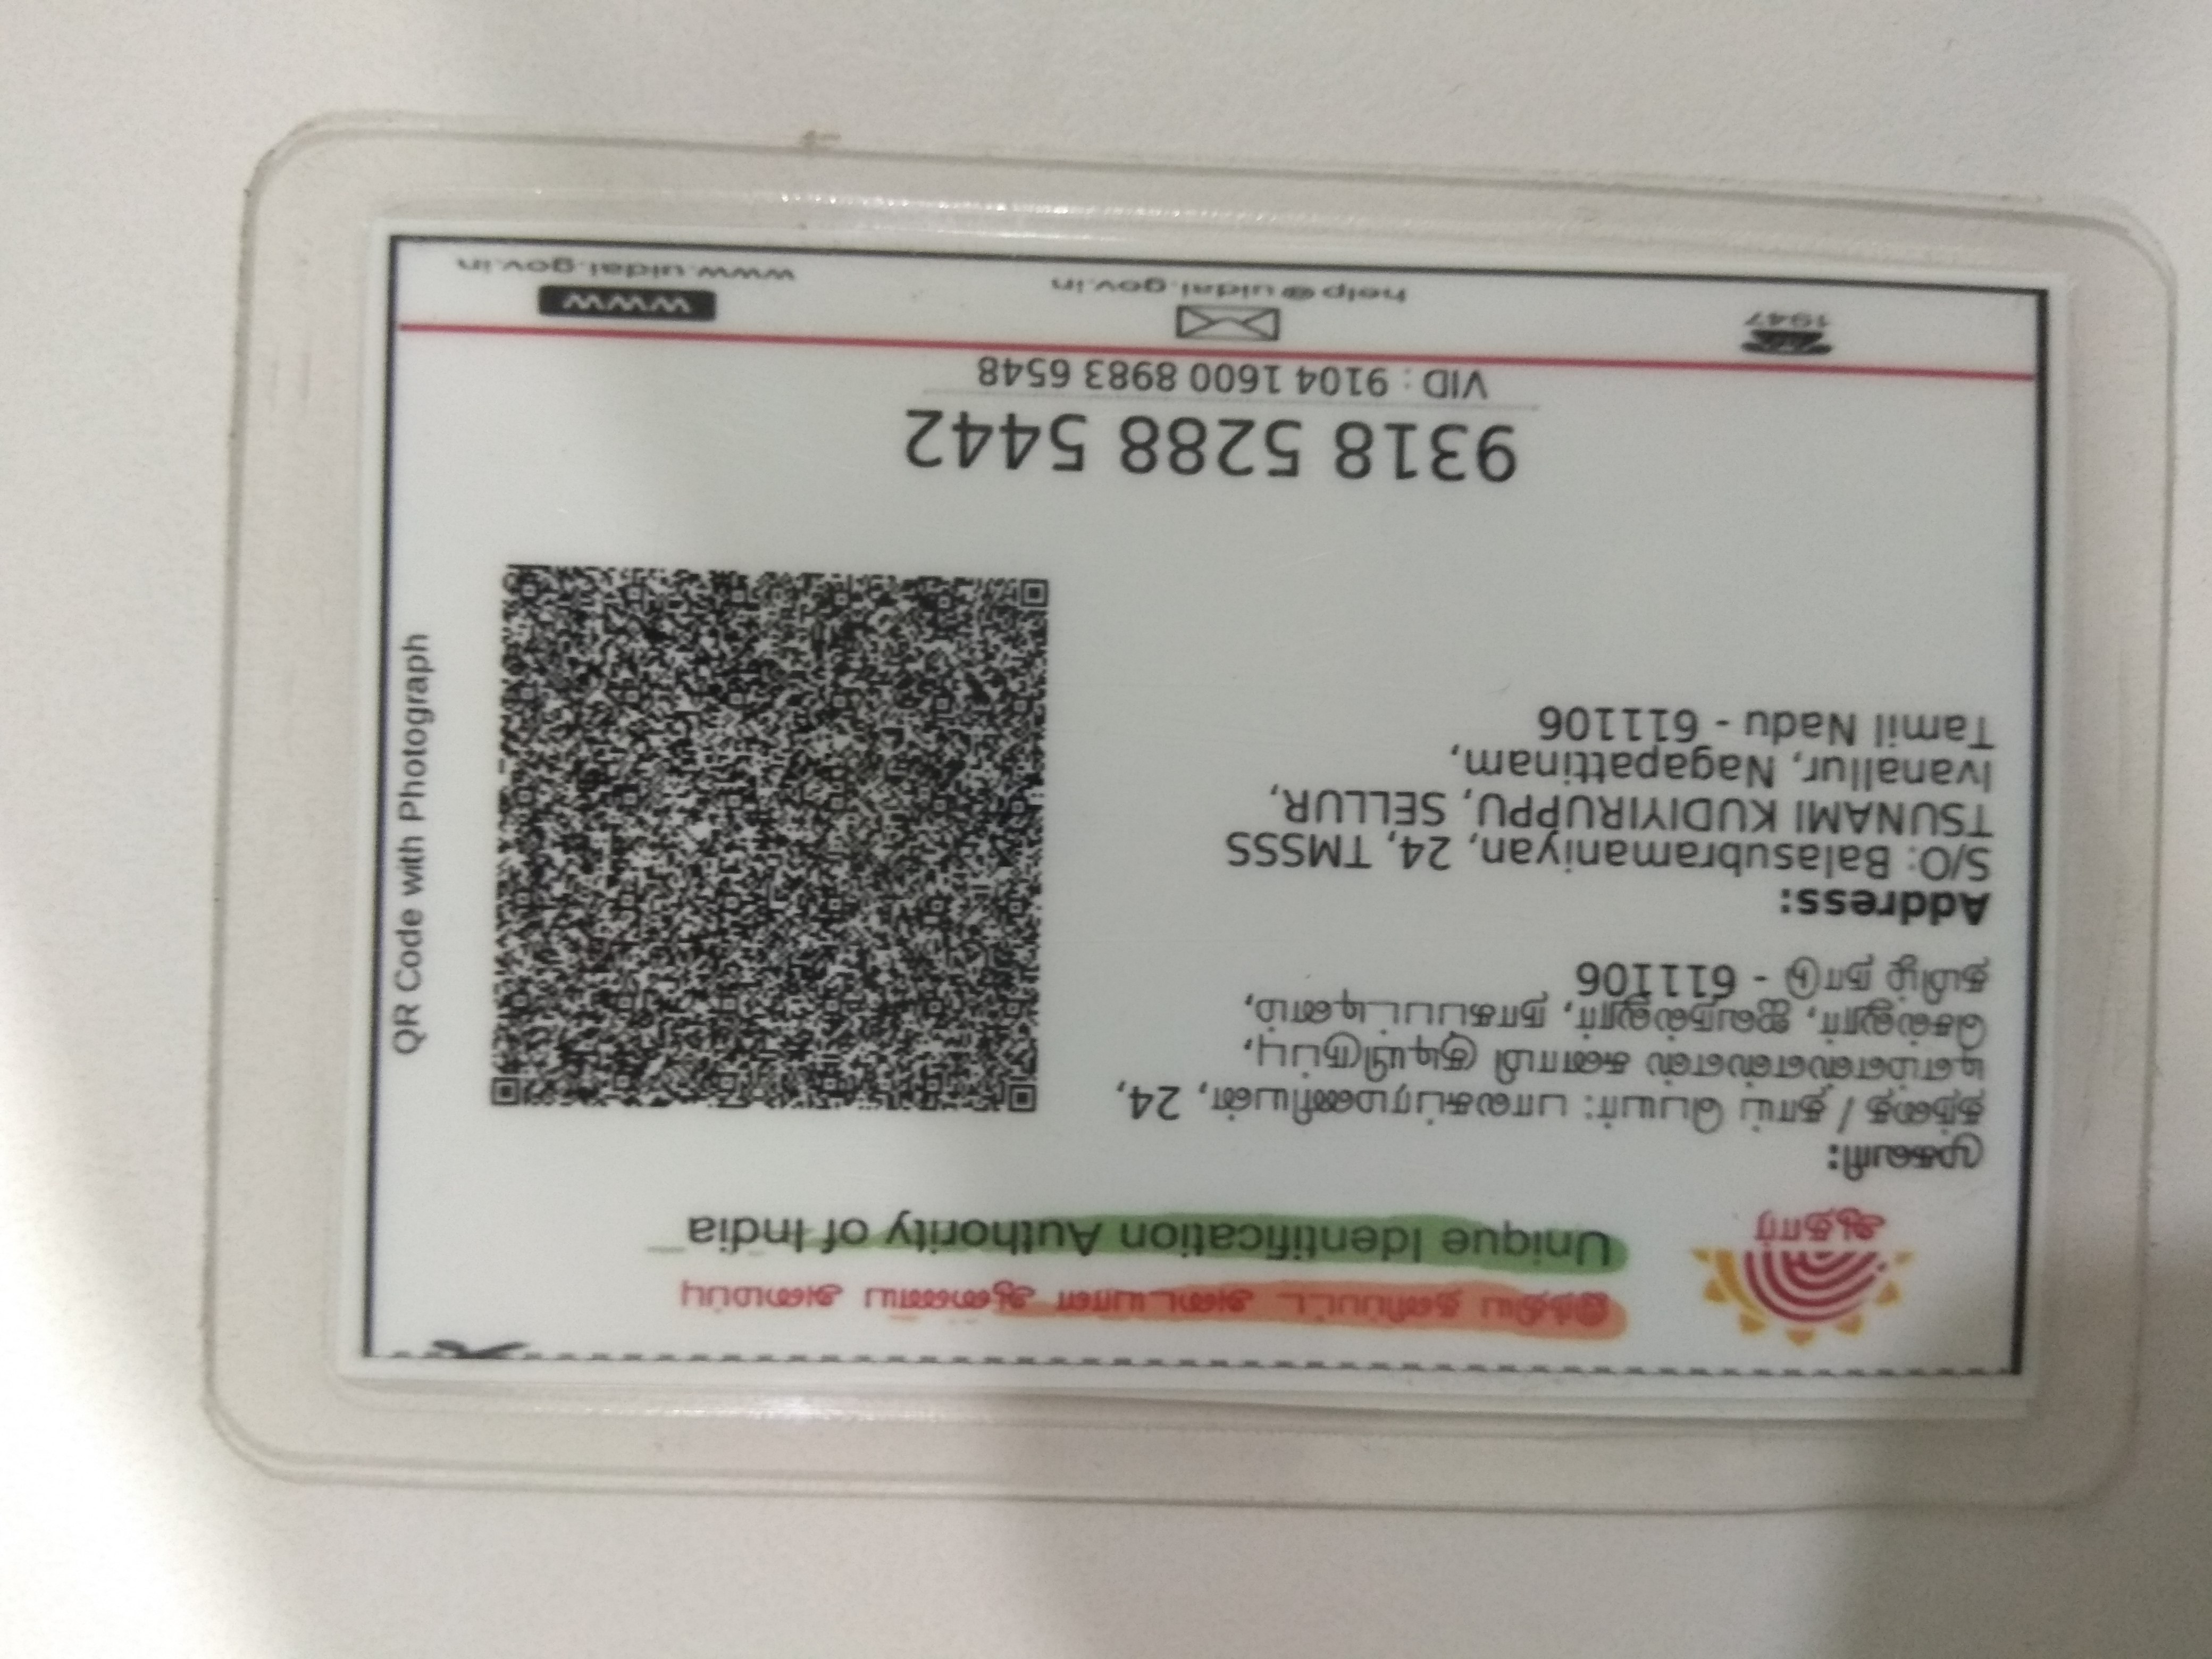 இந்திய தனிப்பட்ட அடையாள ஆணைய அமைப்பு
Unique Identification Authority of India
ஆதார்
முகவரி:
தந்தை / தாய் பெயர்: பாலசுப்ரமணியன், 24,
டிஎம்எஸ்எஸ்எஸ் சுனாமி குடியிருப்பு,
செல்லூர், ஐவநல்லூர், நாகப்பட்டினம்,
தமிழ் நாடு - 611106
Address:
S/O: Balasubramaniyan, 24, TMSSS
TSUNAMI KUDIYIRUPPU, SELLUR,
Ivanallur, Nagapattinam,
Tamil Nadu - 611106
QR Code with Photograph
9318 5288 5442
VID : 9104 1600 8983 6548
1947
help@uidai.gov.in
www
www.uidai.gov.in